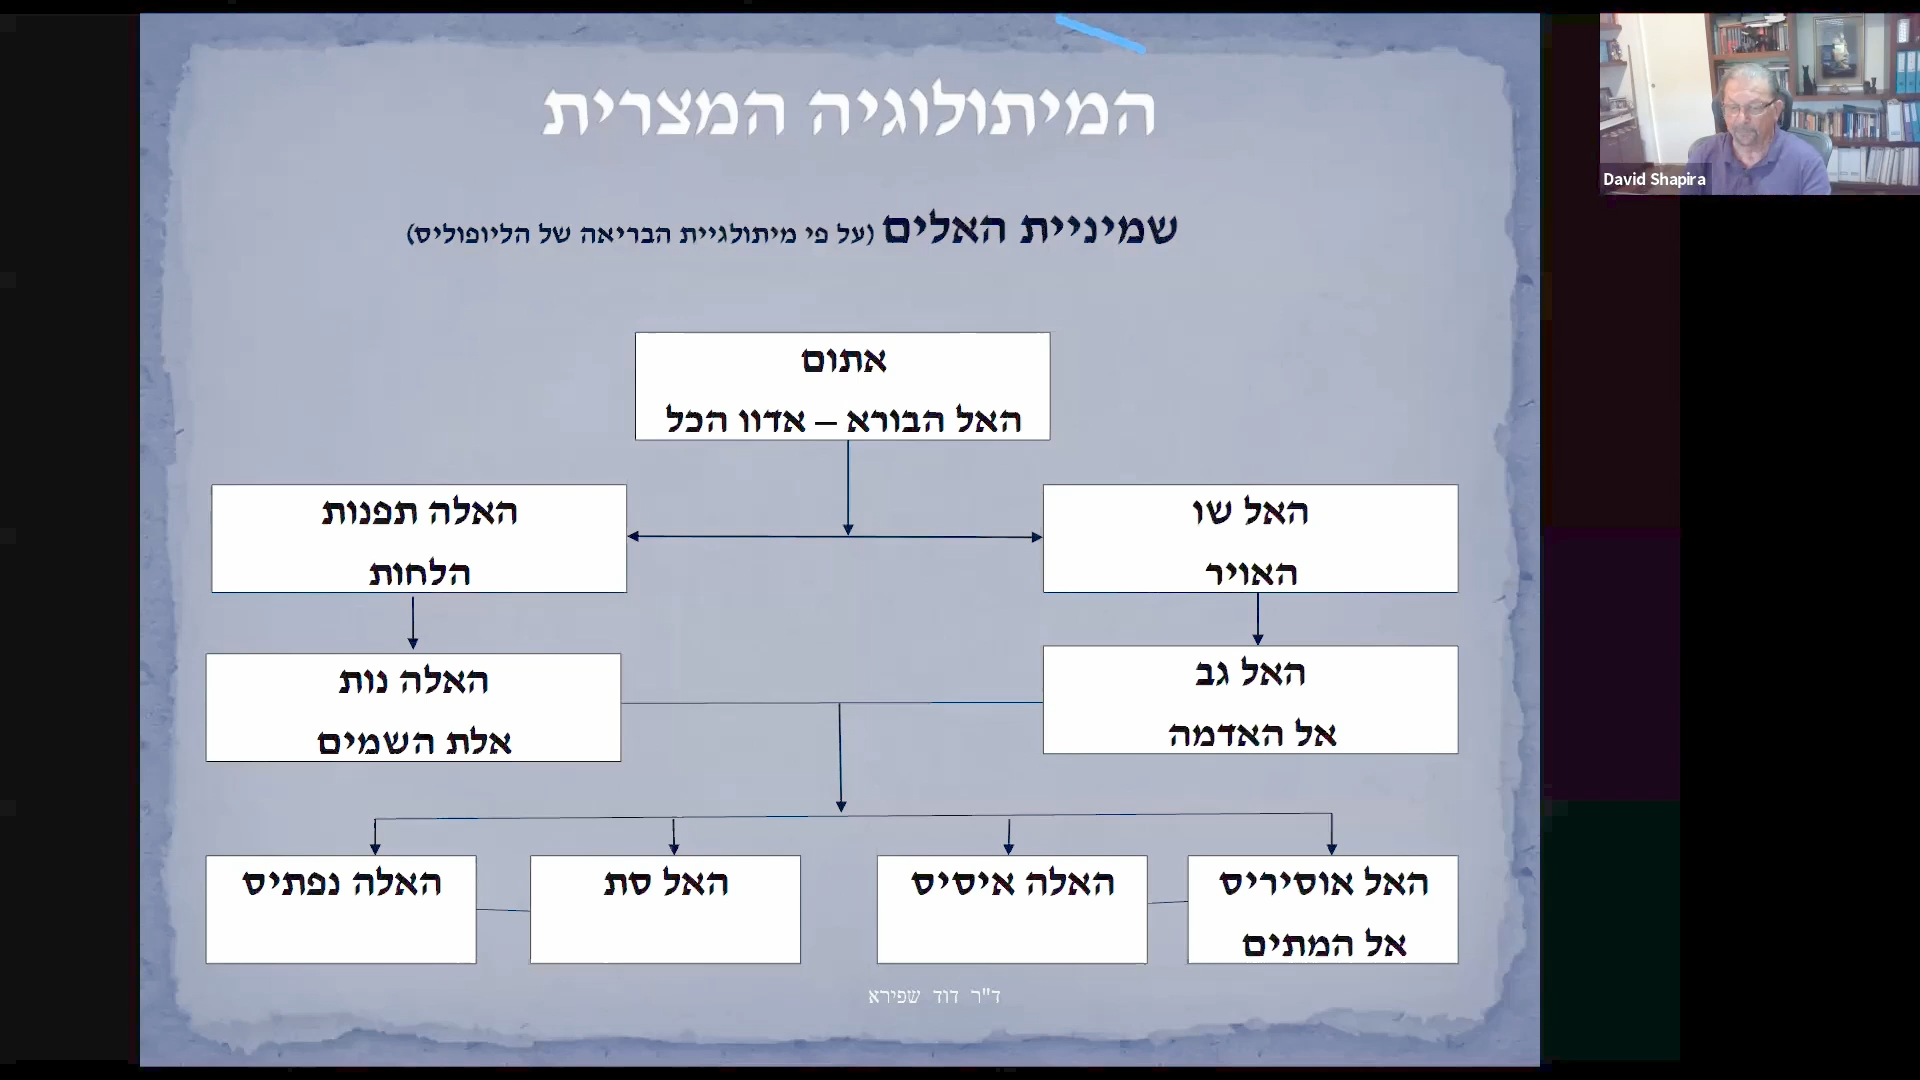 המיתולוגיה המצרית
שמיניית האלים (על פי מיתולגיית הבריאה של הליופוליס)
אתום
האל הבורא – אדוו הכל
האל שו
האויר
האלה תפנות
הלחות
האל גב
אל האדמה
האלה נות
אלת השמים
האל אוסיריס
אל המתים
האלה איסיס
האל סת
האלה נפתיס
ד"ר דוד שפירא
David Shapira